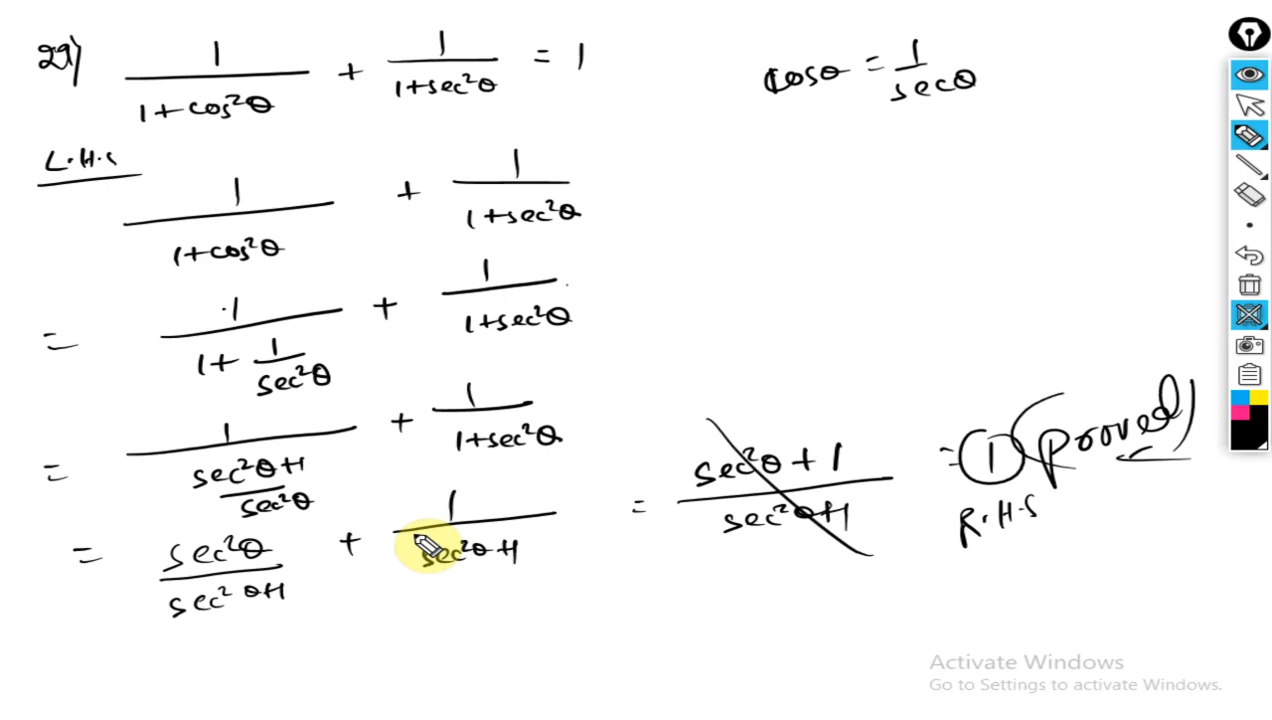 29) 1/(1+cos²θ) + 1/(1+sec²θ) = 1
cosθ = 1/secθ
L.H.S
1/(1+cos²θ) + 1/(1+sec²θ)
= 1/(1+ 1/sec²θ) + 1/(1+sec²θ)
= 1/((sec²θ+1)/sec²θ) + 1/(1+sec²θ)
= sec²θ/(sec²θ+1) + 1/(sec²θ+1)
= (sec²θ+1)/(sec²θ+1) = 1 (proved)
R.H.S
Activate Windows
Go to Settings to activate Windows.